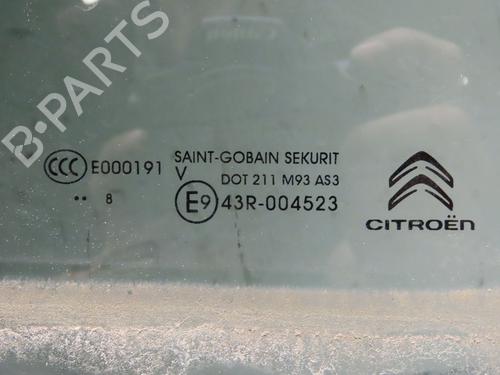 B-PARTS
CCC E000191
.. 8
SAINT-GOBAIN SEKURIT
V DOT 211 M93 AS3
E9 43R-004523
CITROËN